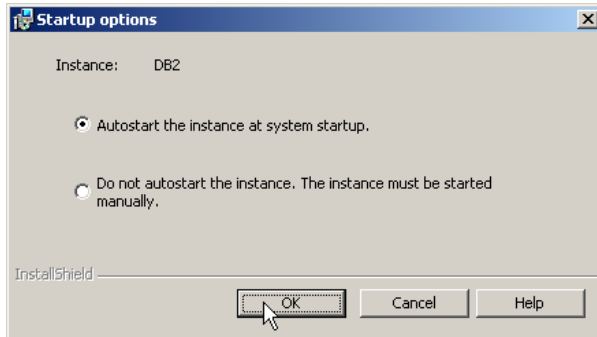 Startup options
Instance: DB2
Autostart the instance at system startup.
Do not autostart the instance. The instance must be started
manually.
InstallShield
OK Cancel Help